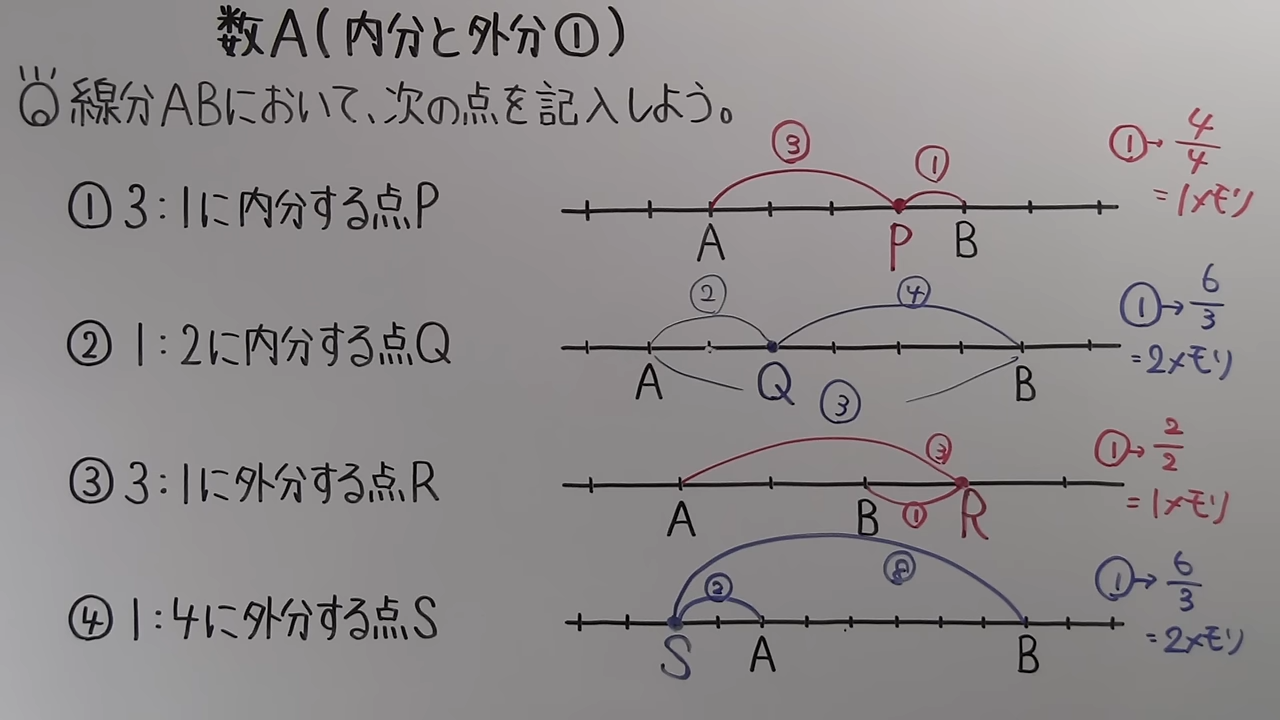 数A(内分と外分①)
線分ABにおいて、次の点を記入しよう。
①3:1に内分する点P
③ ①
A P B
①→4/4
=1メモリ
②1:2に内分する点Q
② ④
A Q B
③
①→6/3
=2メモリ
③3:1に外分する点R
③
A B ① R
①→2/2
=1メモリ
④1:4に外分する点S
② ⑧
S A B
①→6/3
=2メモリ